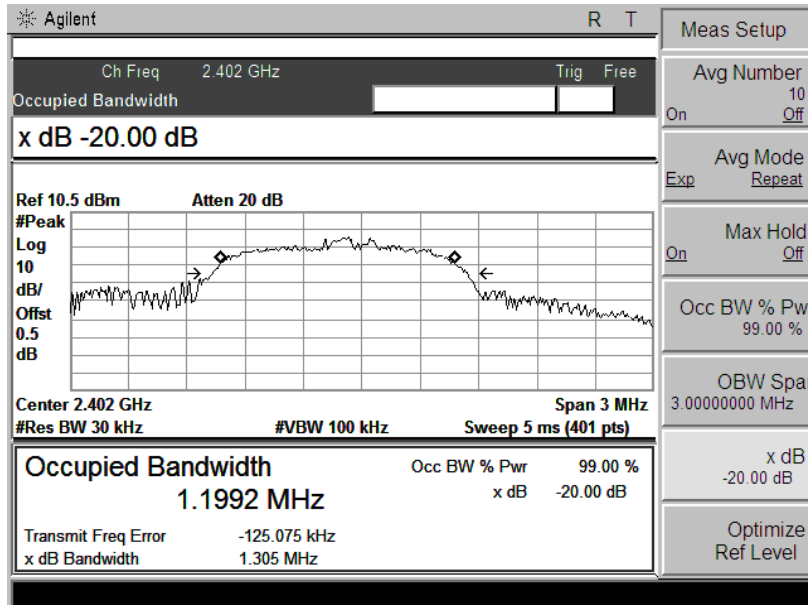 Agilent R T
Meas Setup
Ch Freq 2.402 GHz Trig Free
Occupied Bandwidth
x dB -20.00 dB
Ref 10.5 dBm Atten 20 dB
#Peak
Log
10
dB/
Offst
0.5
dB
Center 2.402 GHz Span 3 MHz
#Res BW 30 kHz #VBW 100 kHz Sweep 5 ms (401 pts)
Occupied Bandwidth Occ BW % Pwr 99.00 %
1.1992 MHz x dB -20.00 dB
Transmit Freq Error -125.075 kHz
x dB Bandwidth 1.305 MHz
Avg Number
10
On Off
Avg Mode
Exp Repeat
Max Hold
On Off
Occ BW % Pw
99.00 %
OBW Spa
3.00000000 MHz
x dB
-20.00 dB
Optimize
Ref Level